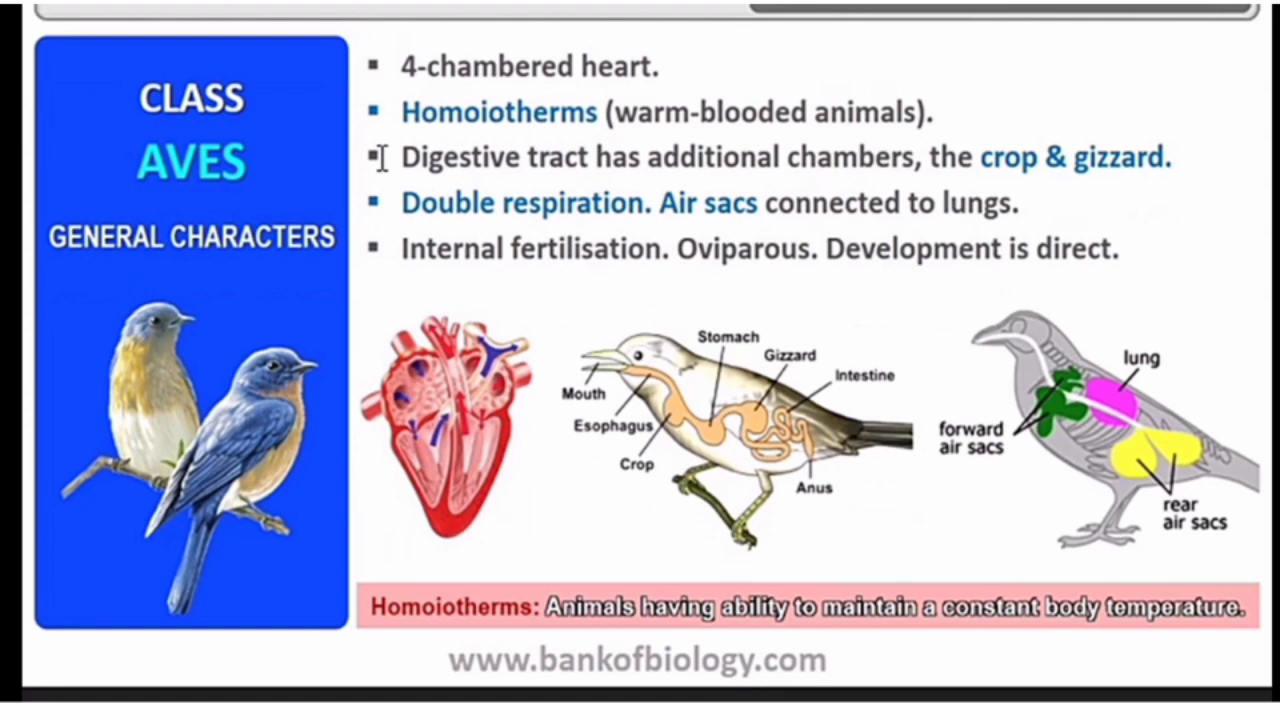 CLASS
AVES
GENERAL CHARACTERS
▪ 4-chambered heart.
▪ Homoiotherms (warm-blooded animals).
▪ Digestive tract has additional chambers, the crop & gizzard.
▪ Double respiration. Air sacs connected to lungs.
▪ Internal fertilisation. Oviparous. Development is direct.
Stomach
Gizzard
Intestine
Mouth
Esophagus
Crop
Anus
lung
forward
air sacs
rear
air sacs
Homoiotherms: Animals having ability to maintain a constant body temperature.
www.bankofbiology.com